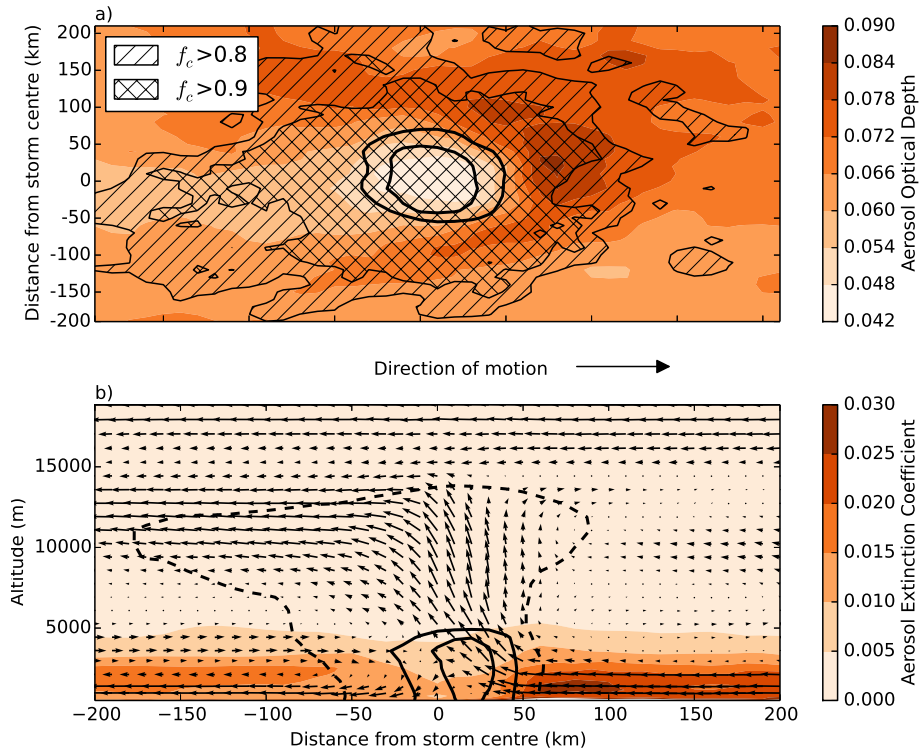 a)
f_c>0.8
f_c>0.9
Distance from storm centre (km)
200
150
100
50
0
-50
-100
-150
-200
0.090
0.084
0.078
0.072
0.066
0.060
0.054
0.048
0.042
Aerosol Optical Depth
Direction of motion
b)
Altitude (m)
15000
10000
5000
−200 −150 −100 −50 0 50 100 150 200
Distance from storm centre (km)
0.030
0.025
0.020
0.015
0.010
0.005
0.000
Aerosol Extinction Coefficient